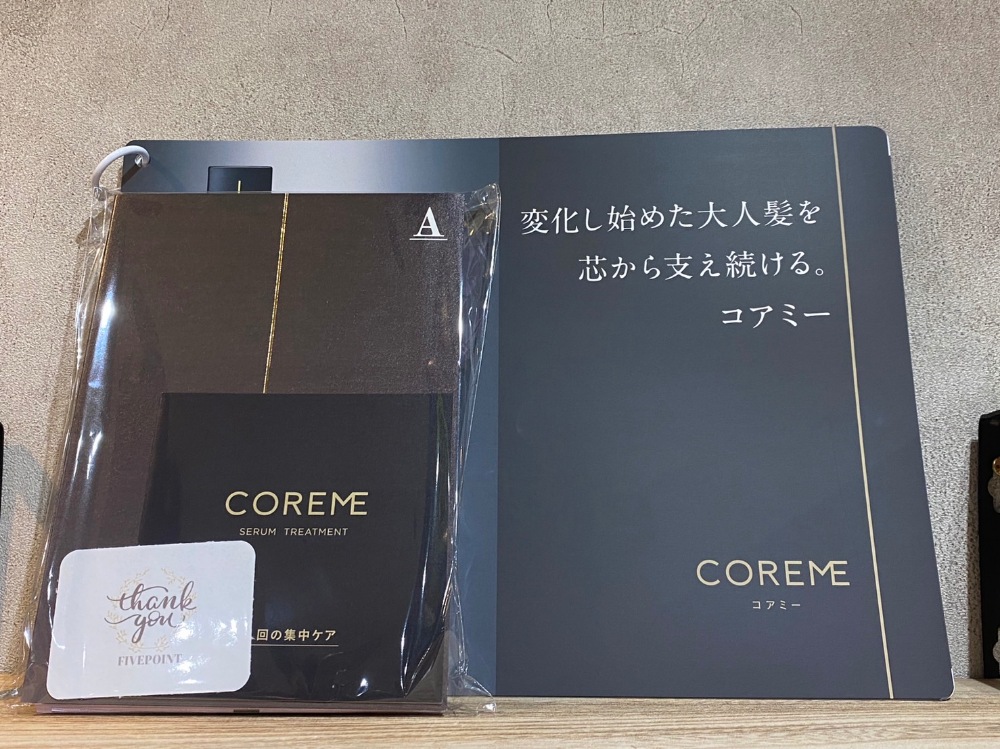 A
COREME
SERUM TREATMENT
回の集中ケア
thank
you
FIVEPOINT
変化し始めた大人髪を
芯から支え続ける。
コアミー
COREME
コアミー